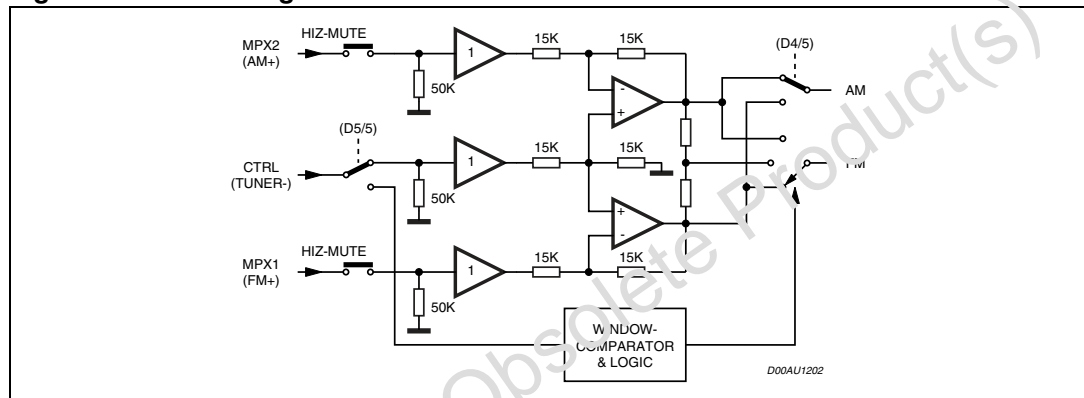 MPX2
(AM+)
HIZ-MUTE
50K
1
15K
15K
-
+
(D4/5)
AM
(D5/5)
CTRL
(TUNER-)
50K
1
15K
15K
FM
+
-
MPX1
(FM+)
HIZ-MUTE
50K
1
15K
15K
WINDOW-
COMPARATOR
& LOGIC
D00AU1202
Obsolete Product(s)